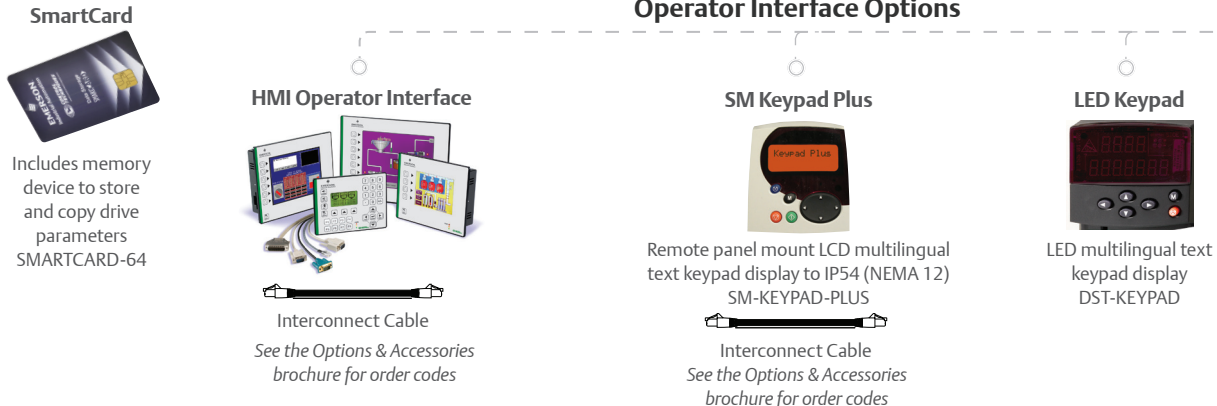 SmartCard
EMERSON
Includes memory
device to store
and copy drive
parameters
SMARTCARD-64
Operator Interface Options
HMI Operator Interface
Interconnect Cable
See the Options & Accessories
brochure for order codes
SM Keypad Plus
Keypad Plus
M
Remote panel mount LCD multilingual
text keypad display to IP54 (NEMA 12)
SM-KEYPAD-PLUS
Interconnect Cable
See the Options & Accessories
brochure for order codes
LED Keypad
M
LED multilingual text
keypad display
DST-KEYPAD